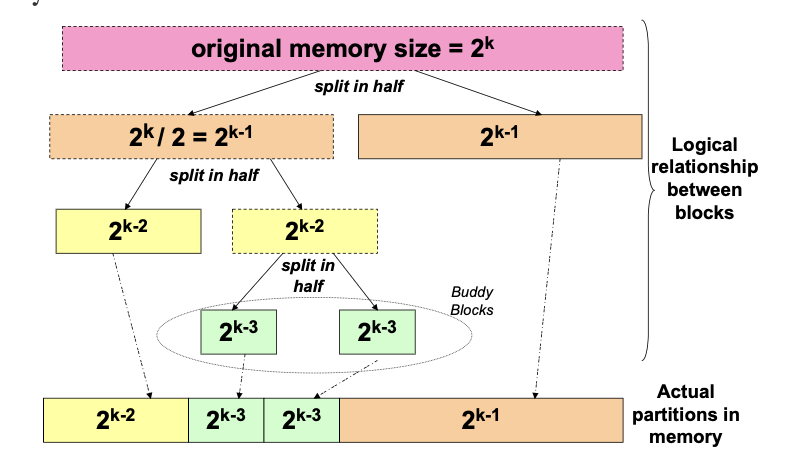 original memory size = 2^k
split in half
2^k / 2 = 2^k-1
2^k-1
split in half
2^k-2
2^k-2
split in
half
2^k-3
2^k-3
Buddy
Blocks
Logical
relationship
between
blocks
2^k-2
2^k-3
2^k-3
2^k-1
Actual
partitions in
memory